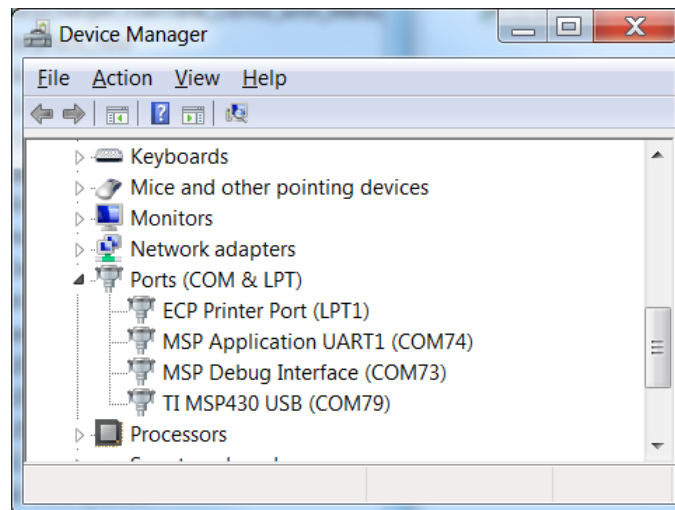 Device Manager
File Action View Help
Keyboards
Mice and other pointing devices
Monitors
Network adapters
Ports (COM & LPT)
ECP Printer Port (LPT1)
MSP Application UART1 (COM74)
MSP Debug Interface (COM73)
TI MSP430 USB (COM79)
Processors